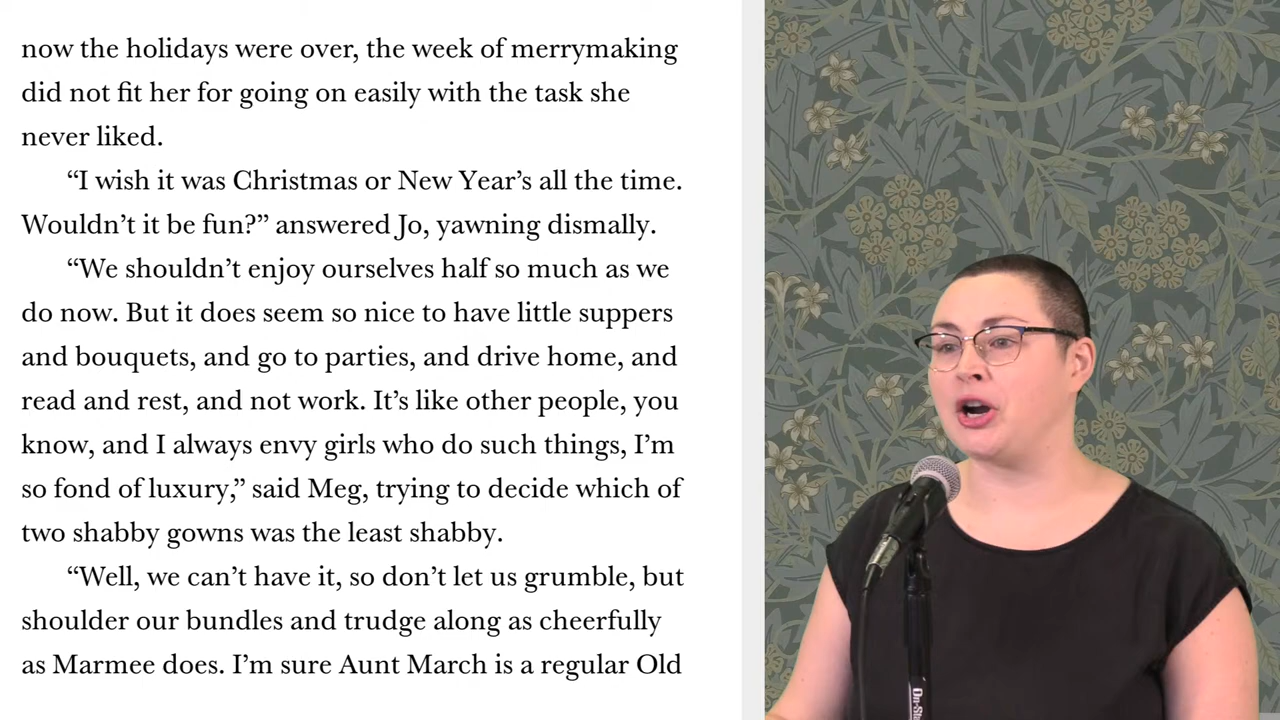 now the holidays were over, the week of merrymaking
did not fit her for going on easily with the task she
never liked.
“I wish it was Christmas or New Year’s all the time.
Wouldn’t it be fun?” answered Jo, yawning dismally.
“We shouldn’t enjoy ourselves half so much as we
do now. But it does seem so nice to have little suppers
and bouquets, and go to parties, and drive home, and
read and rest, and not work. It’s like other people, you
know, and I always envy girls who do such things, I’m
so fond of luxury,” said Meg, trying to decide which of
two shabby gowns was the least shabby.
“Well, we can’t have it, so don’t let us grumble, but
shoulder our bundles and trudge along as cheerfully
as Marmee does. I’m sure Aunt March is a regular Old
On-Sta